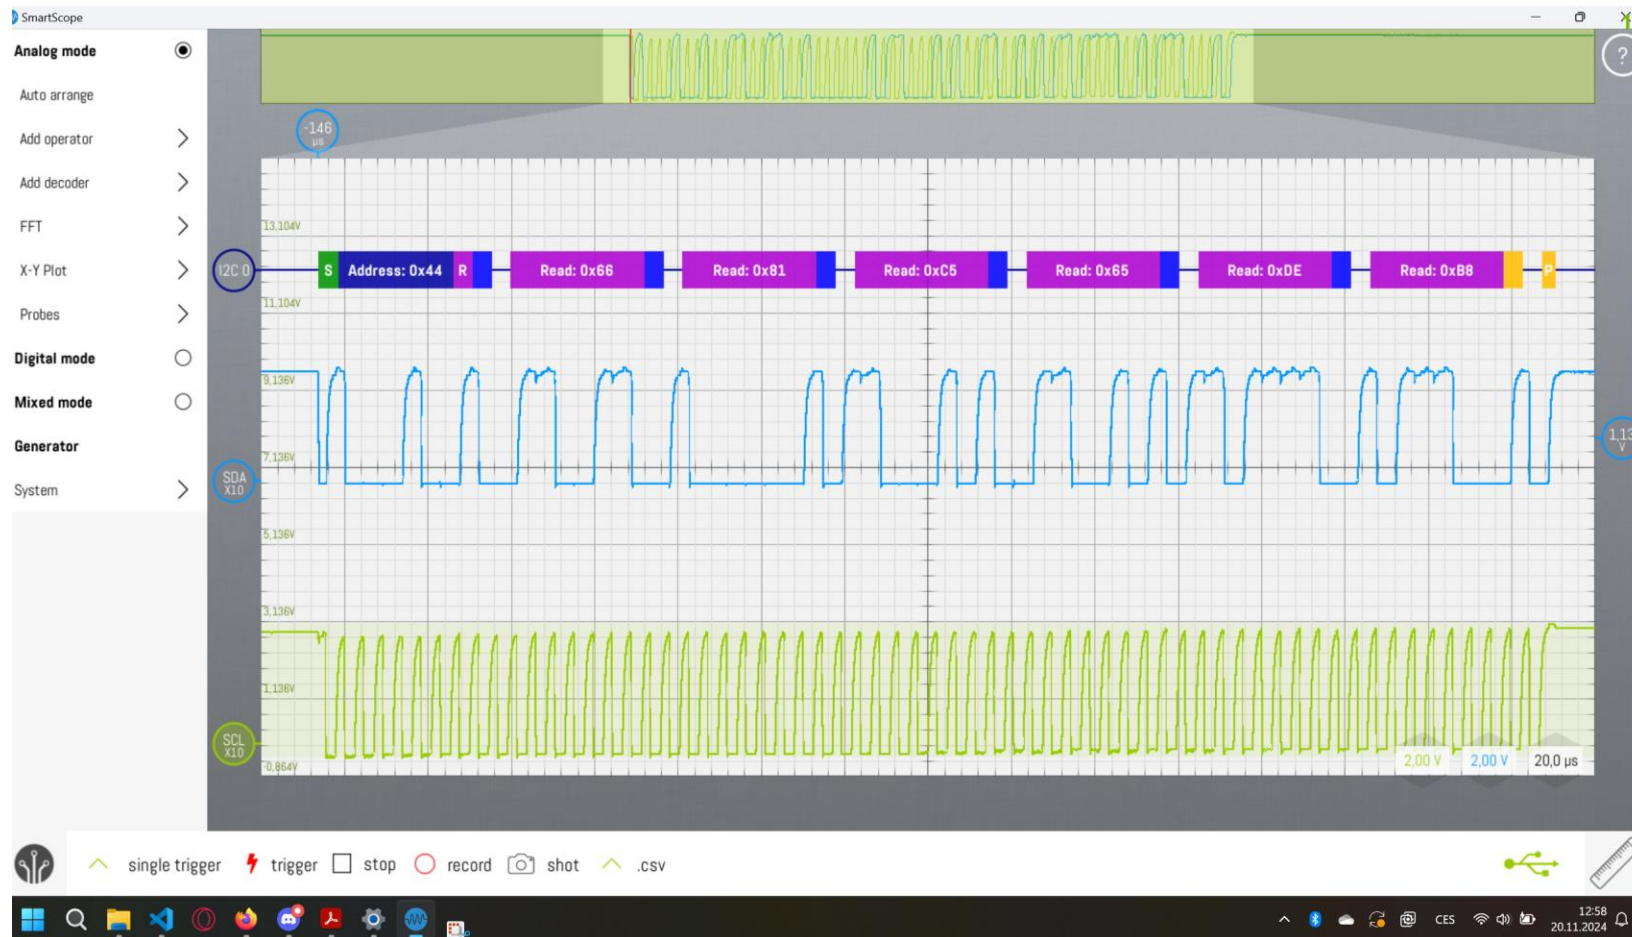 SmartScope
Analog mode
Auto arrange
Add operator
Add decoder
FFT
X-Y Plot
Probes
Digital mode
Mixed mode
Generator
System
?
-146
µs
13,104V
I2C 0
S Address: 0x44 R Read: 0x66 Read: 0x81 Read: 0xC5 Read: 0x65 Read: 0xDE Read: 0xB8 P
11,104V
9,136V
7,136V
1,13
V
SDA
X10
5,136V
3,136V
1,136V
SCL
X10
-0,864V
2,00 V 2,00 V 20,0 µs
single trigger trigger stop record shot .csv
CES 12:58
20.11.2024